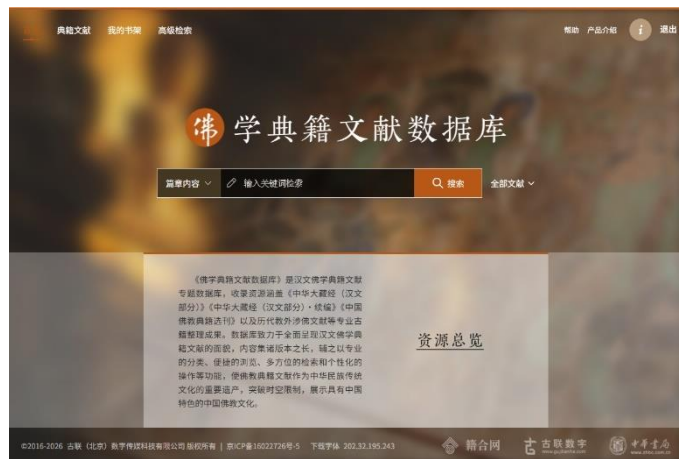 典籍文献 我的书架 高级检索
帮助 产品介绍 i 退出
佛学典籍文献数据库
篇章内容 输入关键词检索 搜索 全部文献
《佛学典籍文献数据库》是汉文佛学典籍文献
专题数据库，收录资源涵盖《中华大藏经（汉文
部分）》《中华大藏经（汉文部分）·续编》《中国
佛教典籍选刊》以及历代教外涉佛文献等专业古
籍整理成果。数据库致力于全面呈现汉文佛学典
籍文献的面貌，内容集诸版本之长，辅之以专业
的分类、便捷的浏览、多方位的检索和个性化的
操作等功能，使佛教典籍文献作为中华民族传统
文化的重要遗产，突破时空限制，展示具有中国
特色的中国佛教文化。
资源总览
©2016-2026 古联（北京）数字传媒科技有限公司 版权所有 | 京ICP备16022726号-5 下载字体 202.32.195.243
籍合网 古联数字 中华书局